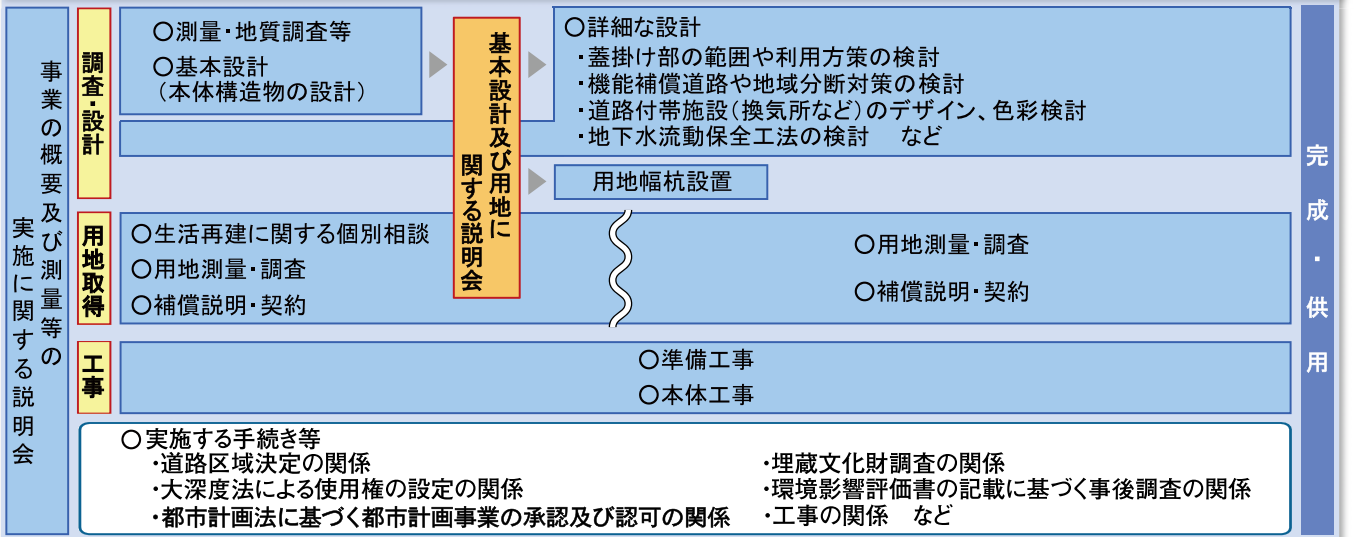 事業の概要及び測量等の
実施に関する説明会
調査・設計
○測量・地質調査等
○基本設計
（本体構造物の設計）
基本設計及び用地に
関する説明会
○詳細な設計
・蓋掛け部の範囲や利用方策の検討
・機能補償道路や地域分断対策の検討
・道路付帯施設（換気所など）のデザイン、色彩検討
・地下水流動保全工法の検討　など
用地幅杭設置
用地取得
○生活再建に関する個別相談
○用地測量・調査
○補償説明・契約
○用地測量・調査
○補償説明・契約
工事
○準備工事
○本体工事
○実施する手続き等
・道路区域決定の関係
・大深度法による使用権の設定の関係
・都市計画法に基づく都市計画事業の承認及び認可の関係
・埋蔵文化財調査の関係
・環境影響評価書の記載に基づく事後調査の関係
・工事の関係　など
完成・供用